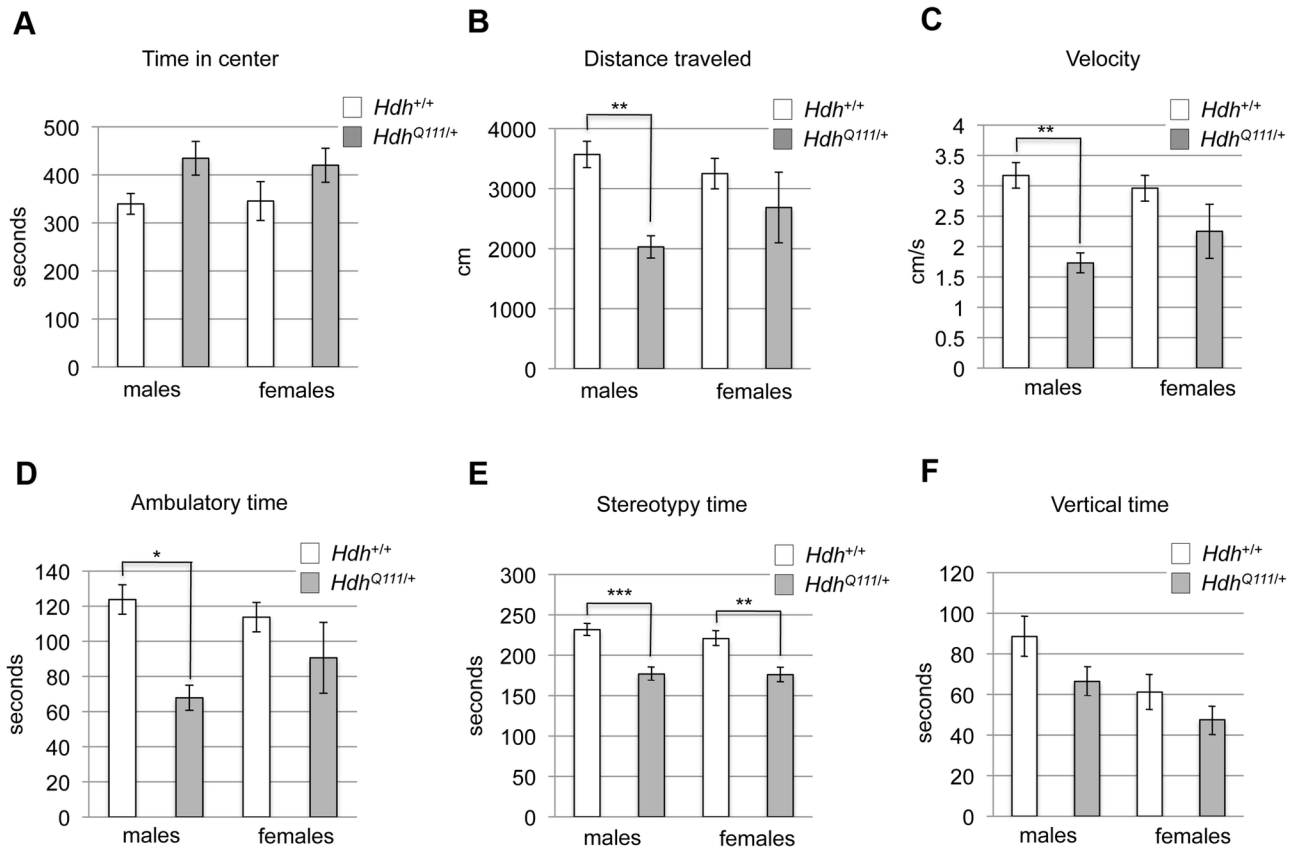 A
Time in center
Hdh+/+
HdhQ111/+
500
400
300
200
100
0
seconds
males females
B
Distance traveled
Hdh+/+
HdhQ111/+
**
4000
3000
2000
1000
0
cm
males females
C
Velocity
Hdh+/+
HdhQ111/+
**
4
3.5
3
2.5
2
1.5
1
0.5
0
cm/s
males females
D
Ambulatory time
Hdh+/+
HdhQ111/+
*
140
120
100
80
60
40
20
0
seconds
males females
E
Stereotypy time
Hdh+/+
HdhQ111/+
*** **
300
250
200
150
100
50
0
seconds
males females
F
Vertical time
Hdh+/+
HdhQ111/+
120
100
80
60
40
20
0
seconds
males females